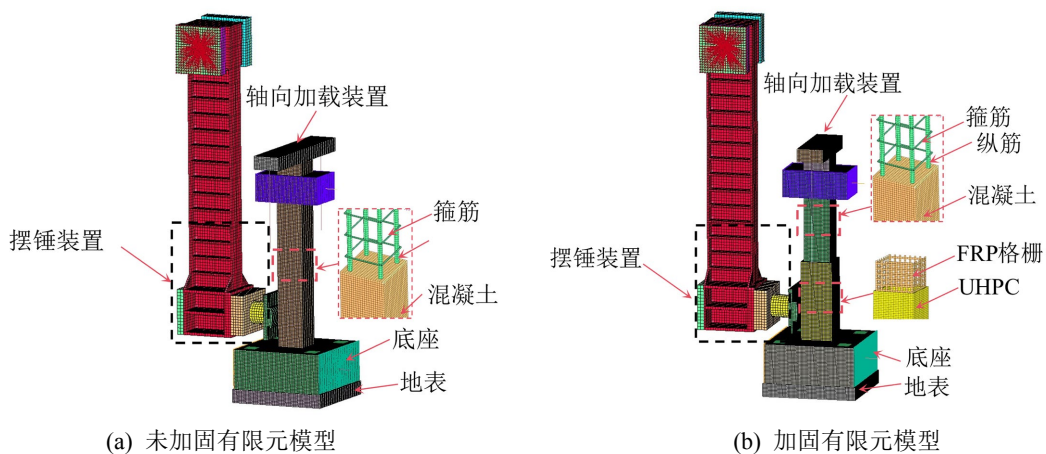 轴向加载装置
箍筋
摆锤装置
混凝土
底座
地表
(a) 未加固有限元模型
轴向加载装置
箍筋
纵筋
混凝土
摆锤装置
FRP格栅
UHPC
底座
地表
(b) 加固有限元模型